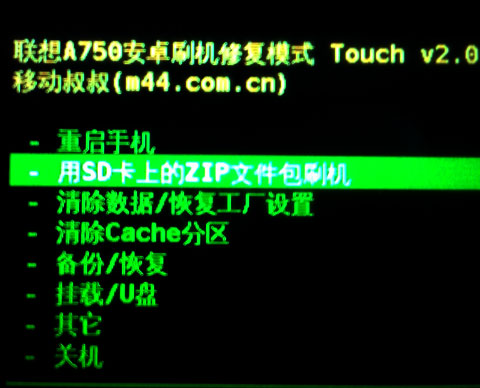 联想A750安卓刷机修复模式 Touch v2.0
移动叔叔(m44.com.cn)
- 重启手机
- 用SD卡上的ZIP文件包刷机
- 清除数据/恢复工厂设置
- 清除Cache分区
- 备份/恢复
- 挂载/U盘
- 其它
- 关机